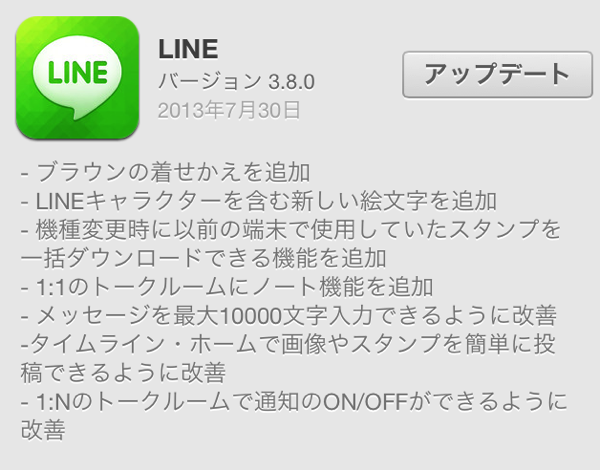 LINE
LINE
バージョン 3.8.0
2013年7月30日
アップデート
- ブラウンの着せかえを追加
- LINEキャラクターを含む新しい絵文字を追加
- 機種変更時に以前の端末で使用していたスタンプを
一括ダウンロードできる機能を追加
- 1:1のトークルームにノート機能を追加
- メッセージを最大10000文字入力できるように改善
-タイムライン・ホームで画像やスタンプを簡単に投
稿できるように改善
- 1:Nのトークルームで通知のON/OFFができるように
改善